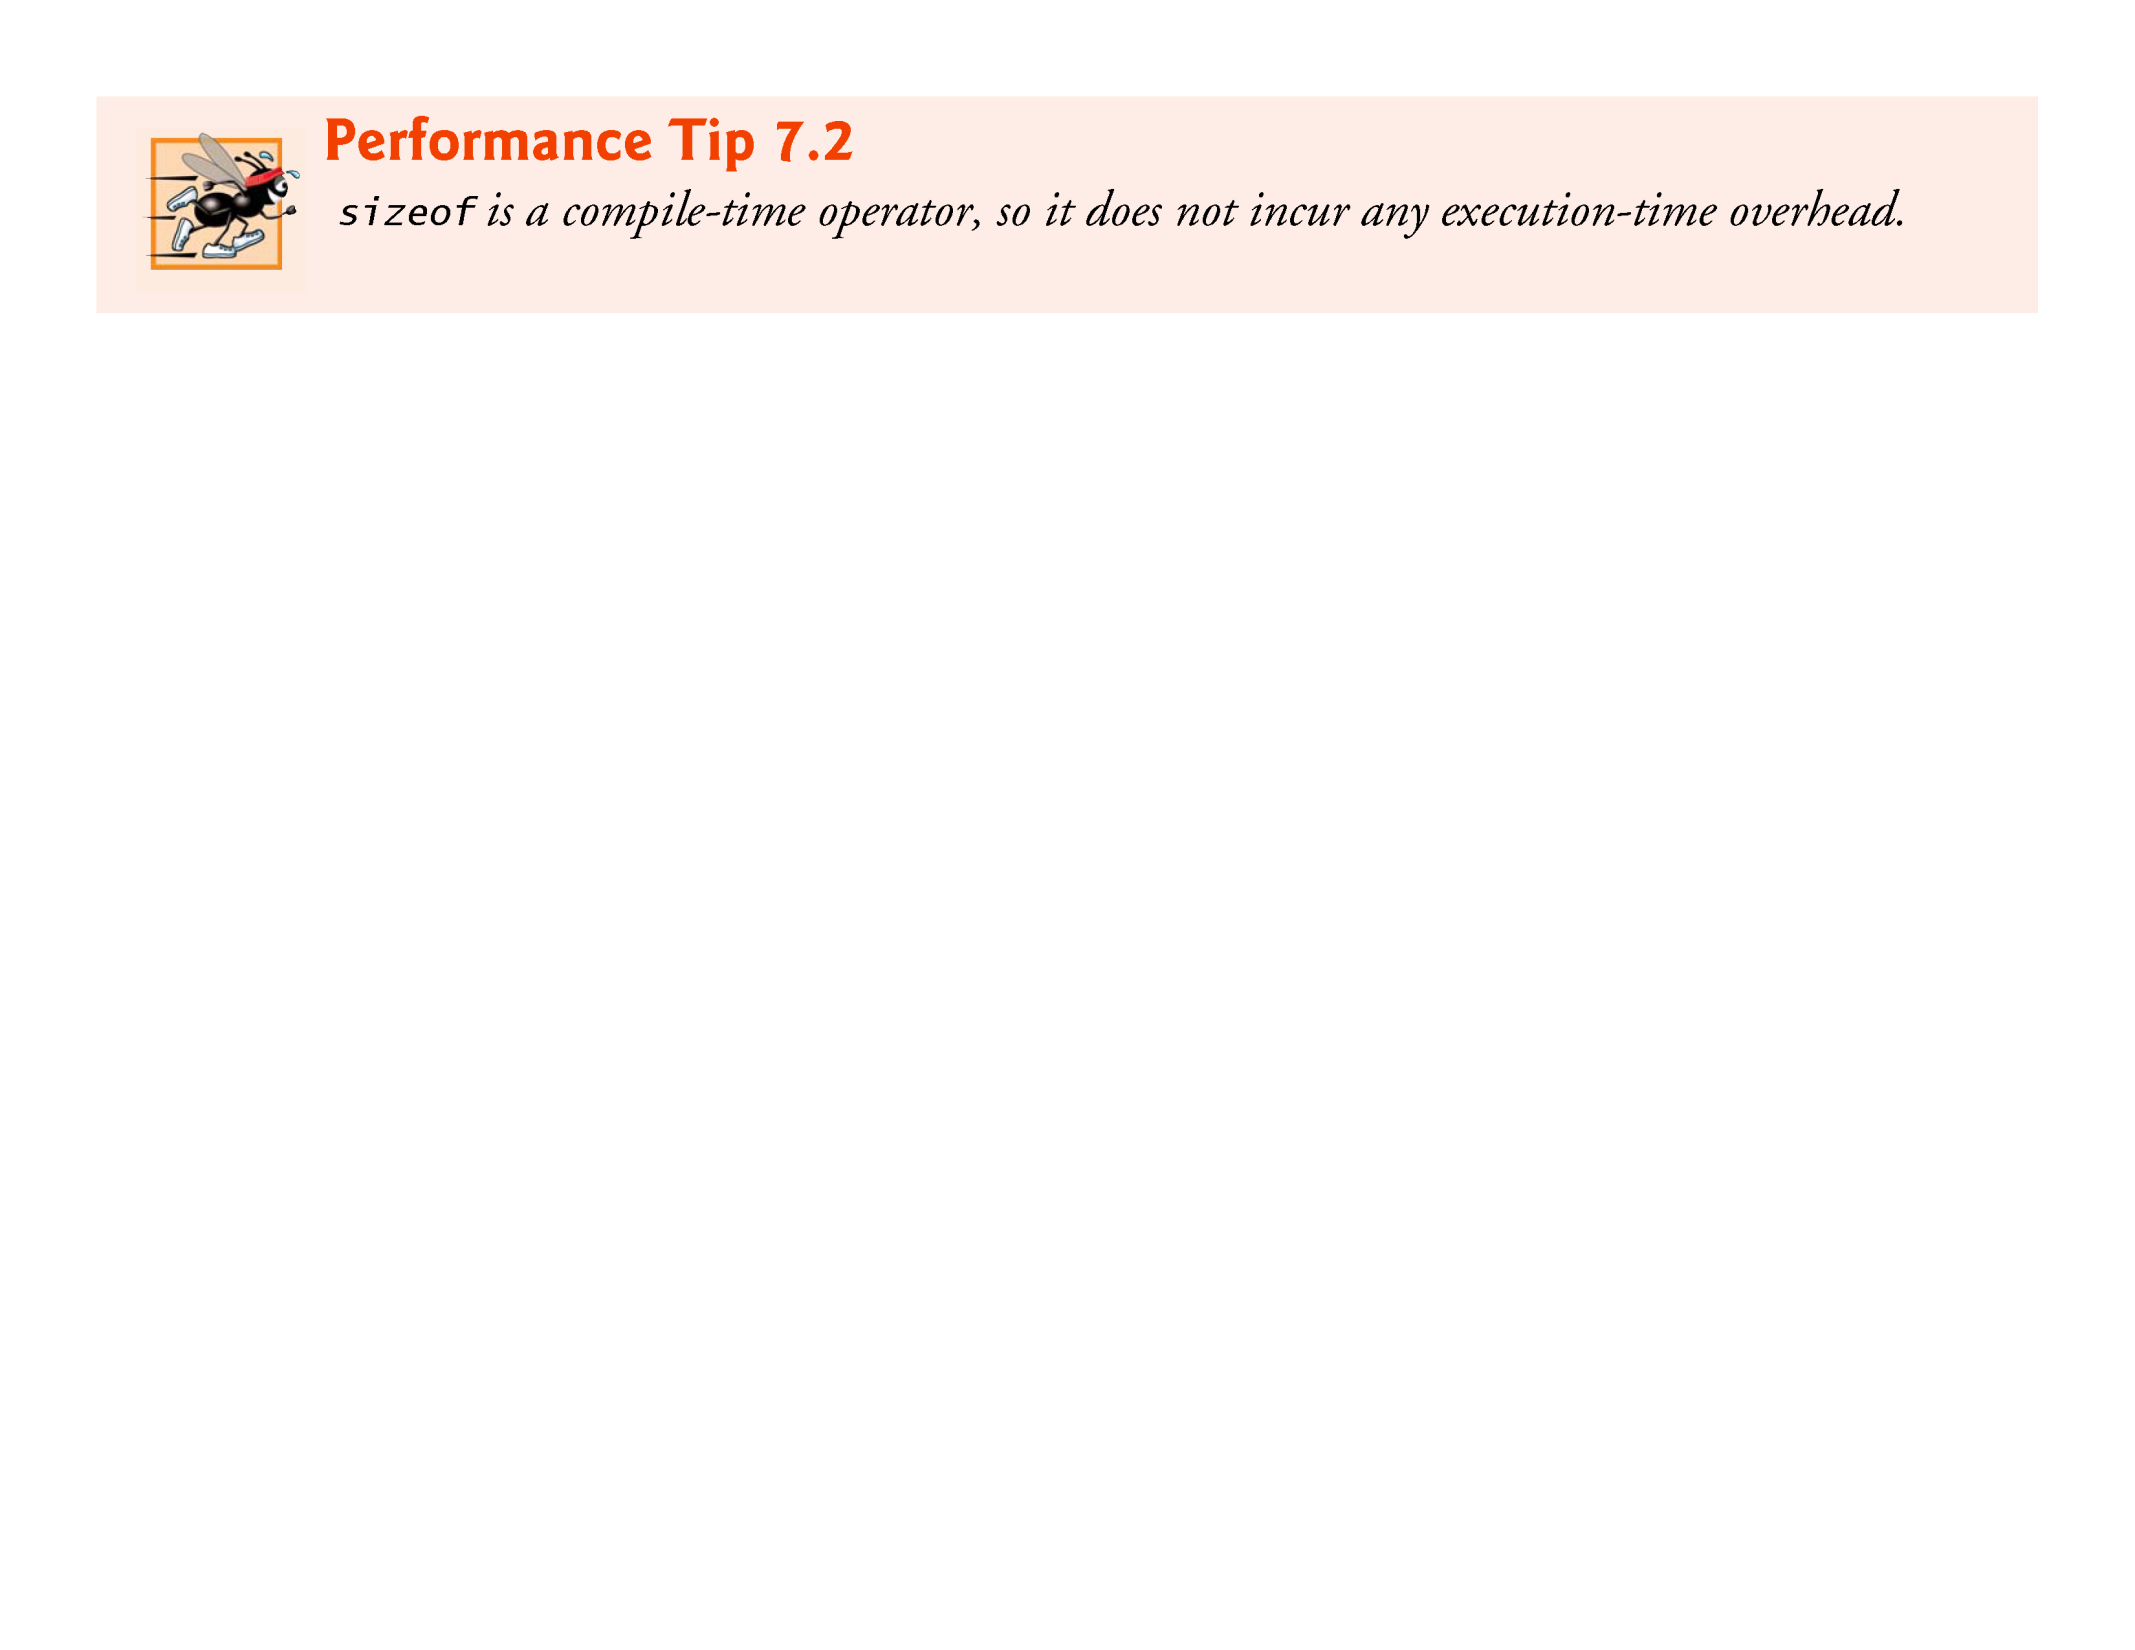 Performance Tip 7.2
sizeof is a compile-time operator, so it does not incur any execution-time overhead.